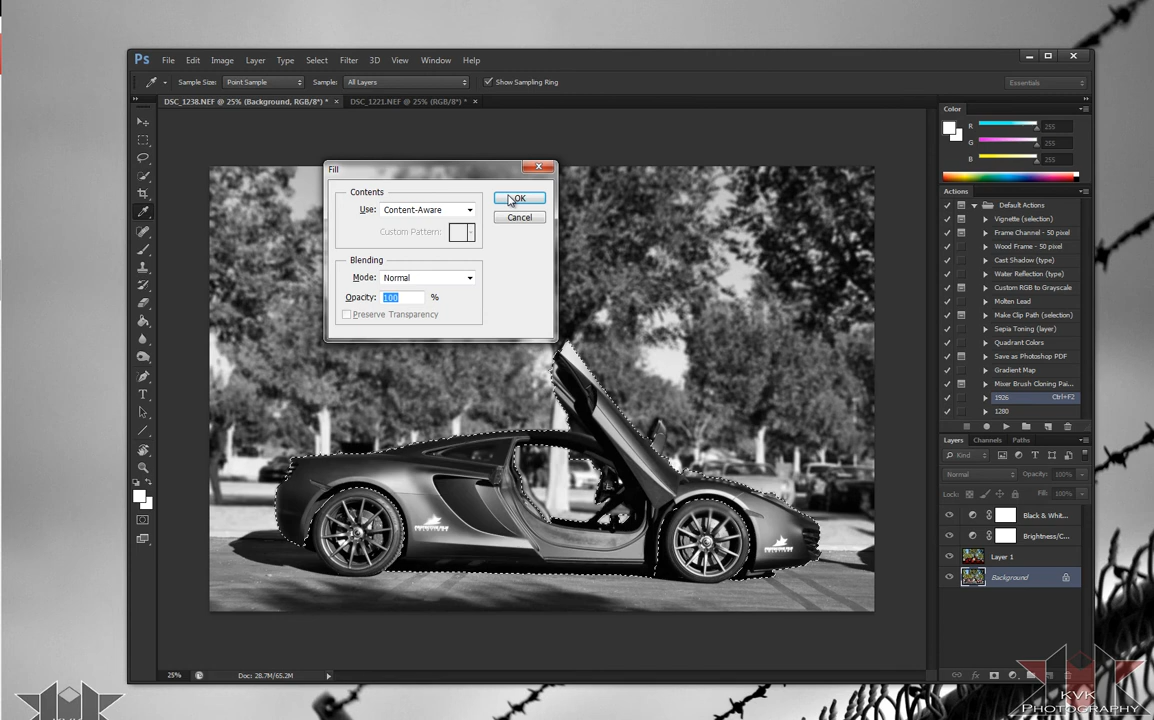 Ps File Edit Image Layer Type Select Filter 3D View Window Help
Sample Size: Point Sample Sample: All Layers Show Sampling Ring Essentials
DSC_1238.NEF @ 25% (Background, RGB/8*) * × DSC_1221.NEF @ 25% (RGB/8*) * ×
Fill
Contents
Use: Content-Aware
Custom Pattern:
Blending
Mode: Normal
Opacity: 100 %
Preserve Transparency
OK
Cancel
Color
R 255
G 255
B 255
Actions
Default Actions
Vignette (selection)
Frame Channel - 50 pixel
Wood Frame - 50 pixel
Cast Shadow (type)
Water Reflection (type)
Custom RGB to Grayscale
Molten Lead
Make Clip Path (selection)
Sepia Toning (layer)
Quadrant Colors
Save as Photoshop PDF
Gradient Map
Mixer Brush Cloning Pai...
1926 Ctrl+F2
1280
Layers Channels Paths
Kind
Normal Opacity: 100%
Lock: Fill: 100%
Black & Whit...
Brightness/C...
Layer 1
Background
25% Doc: 28.7M/65.2M
KVK
PHOTOGRAPHY